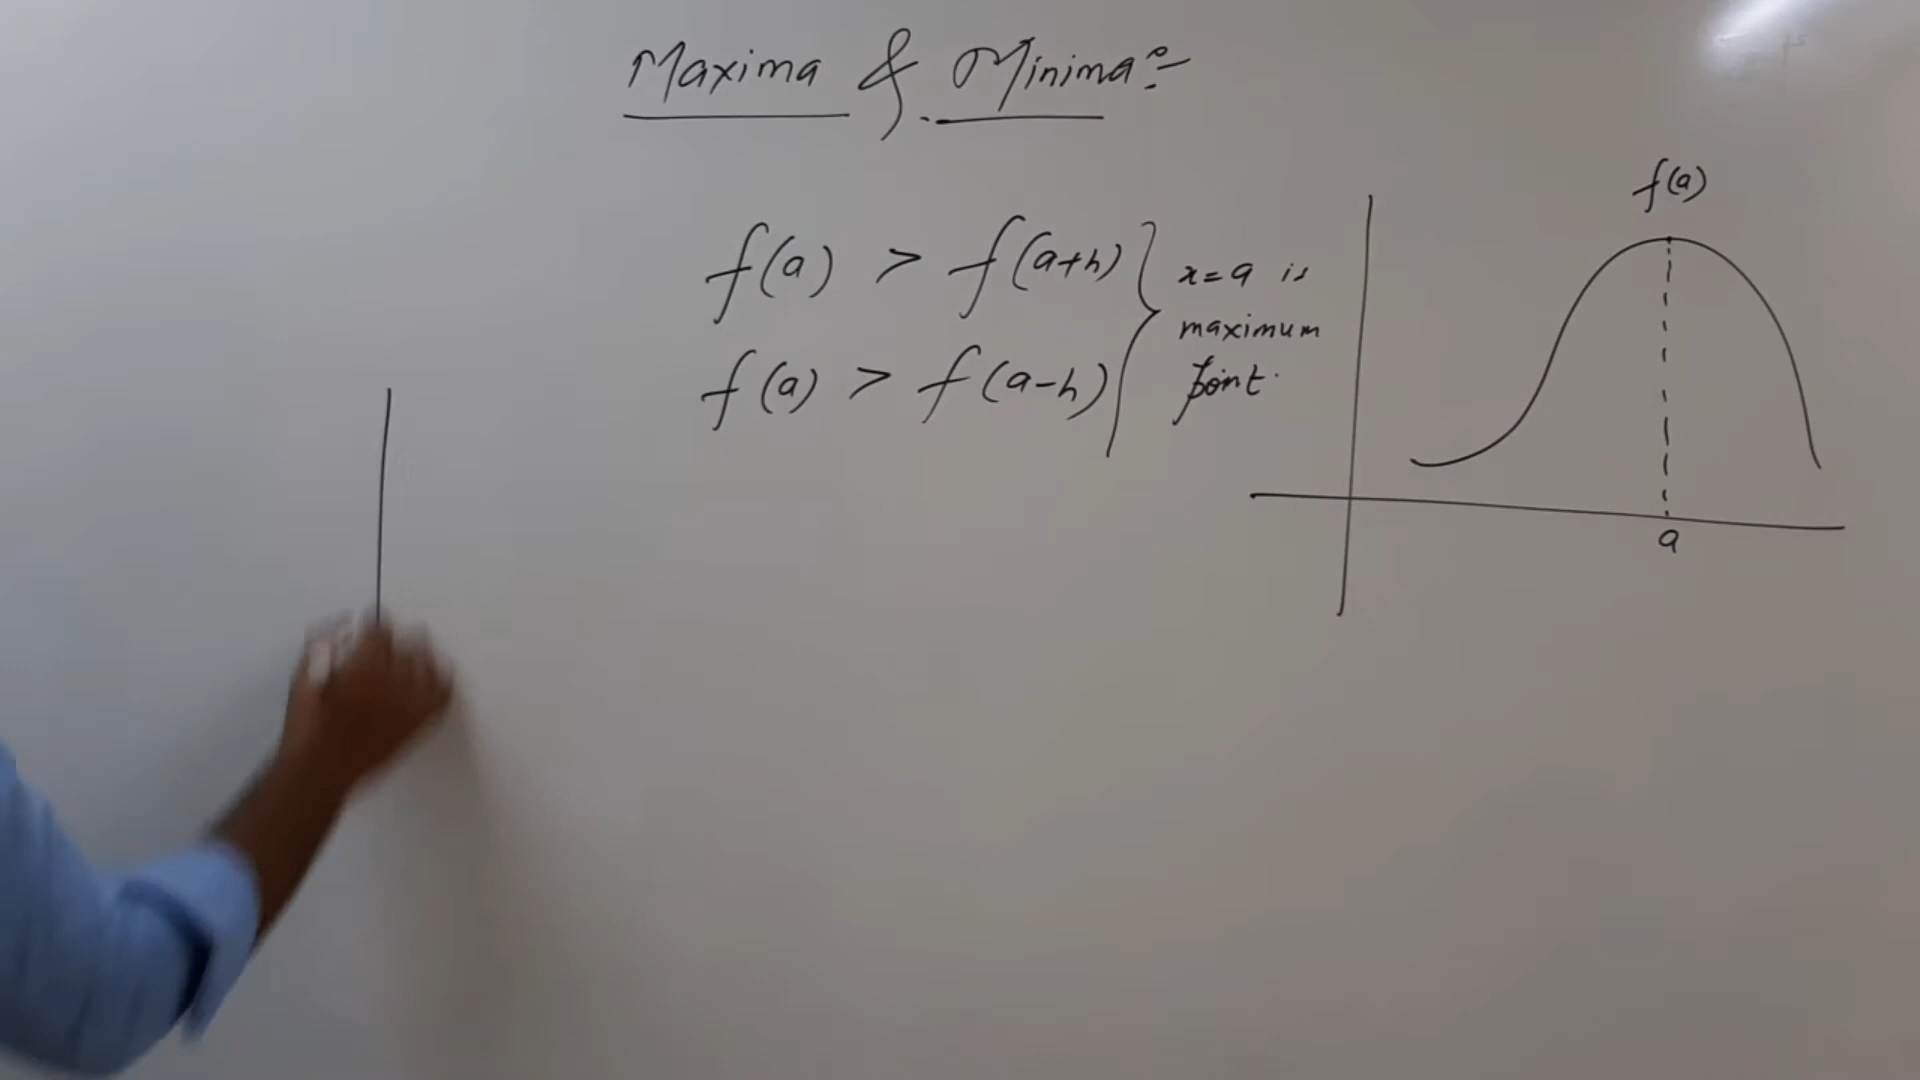 Maxima & Minima:-
f(a) > f(a+h)
f(a) > f(a-h)
x=a is
maximum
point.
f(a)
a